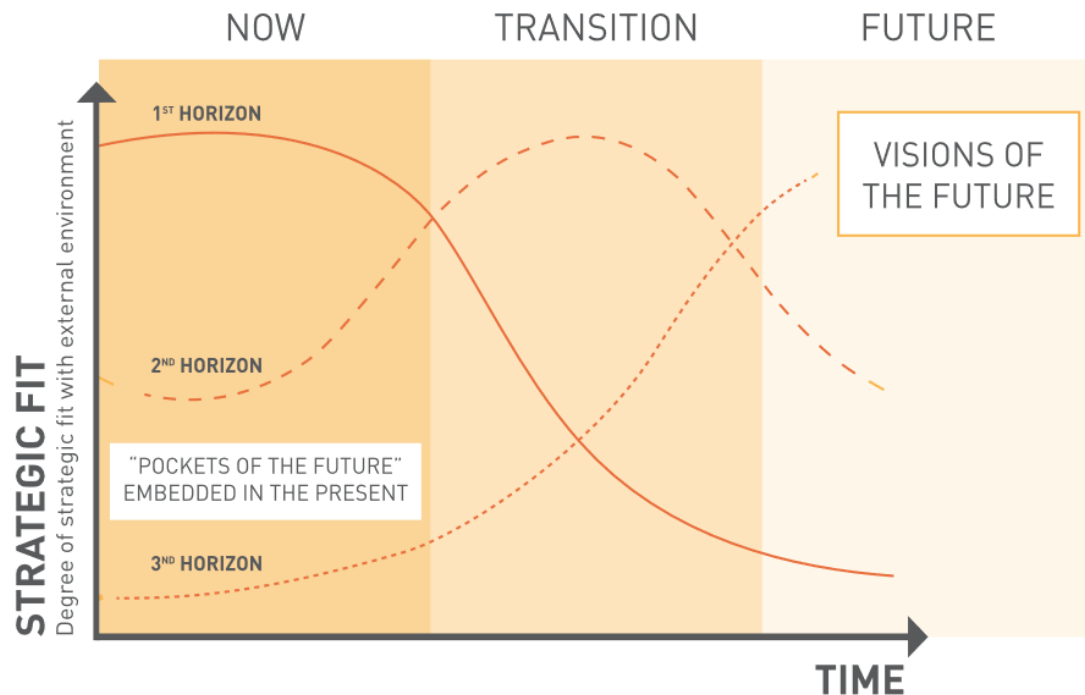 NOW
TRANSITION
FUTURE
1ST HORIZON
VISIONS OF
THE FUTURE
2ND HORIZON
“POCKETS OF THE FUTURE”
EMBEDDED IN THE PRESENT
3ND HORIZON
STRATEGIC FIT
Degree of strategic fit with external environment
TIME